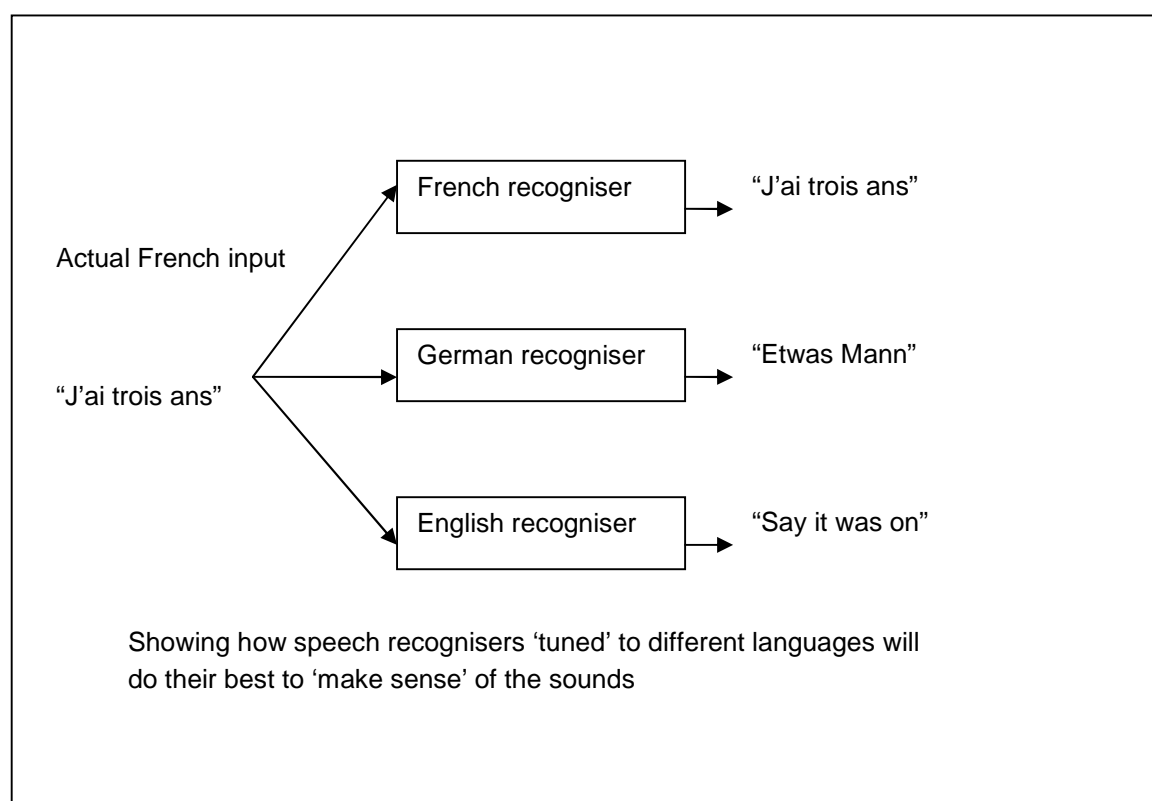 French recogniser
“J’ai trois ans”
Actual French input
German recogniser
“Etwas Mann”
“J’ai trois ans”
English recogniser
“Say it was on”
Showing how speech recognisers ‘tuned’ to different languages will
do their best to ‘make sense’ of the sounds